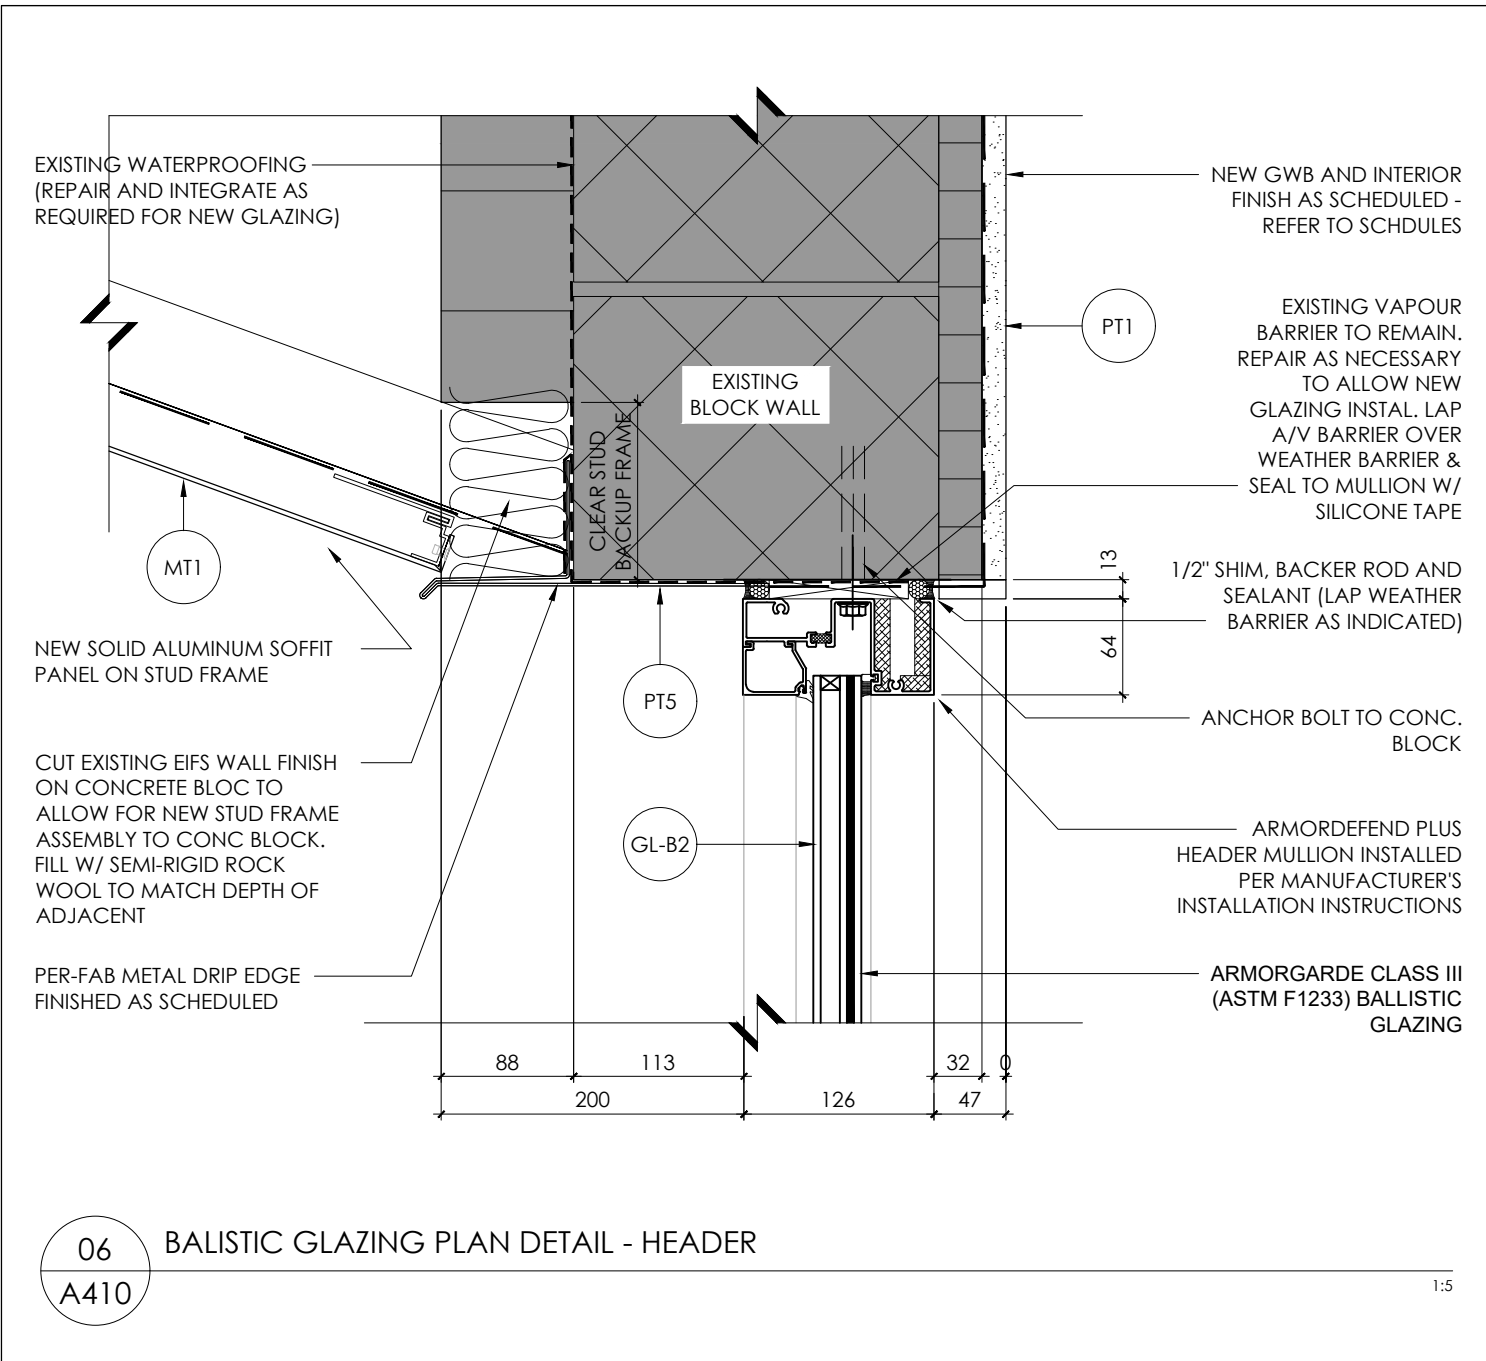 EXISTING WATERPROOFING
(REPAIR AND INTEGRATE AS
REQUIRED FOR NEW GLAZING)
NEW GWB AND INTERIOR
FINISH AS SCHEDULED -
REFER TO SCHDULES
PT1
EXISTING VAPOUR
BARRIER TO REMAIN.
REPAIR AS NECESSARY
TO ALLOW NEW
GLAZING INSTAL. LAP
A/V BARRIER OVER
WEATHER BARRIER &
SEAL TO MULLION W/
SILICONE TAPE
EXISTING
BLOCK WALL
CLEAR STUD
BACKUP FRAME
MT1
13
1/2" SHIM, BACKER ROD AND
SEALANT (LAP WEATHER
BARRIER AS INDICATED)
64
NEW SOLID ALUMINUM SOFFIT
PANEL ON STUD FRAME
PT5
ANCHOR BOLT TO CONC.
BLOCK
CUT EXISTING EIFS WALL FINISH
ON CONCRETE BLOC TO
ALLOW FOR NEW STUD FRAME
ASSEMBLY TO CONC BLOCK.
FILL W/ SEMI-RIGID ROCK
WOOL TO MATCH DEPTH OF
ADJACENT
GL-B2
ARMORDEFEND PLUS
HEADER MULLION INSTALLED
PER MANUFACTURER'S
INSTALLATION INSTRUCTIONS
PER-FAB METAL DRIP EDGE
FINISHED AS SCHEDULED
ARMORGARDE CLASS III
(ASTM F1233) BALLISTIC
GLAZING
88 113 32 0
200 126 47
06
A410
BALISTIC GLAZING PLAN DETAIL - HEADER
1:5